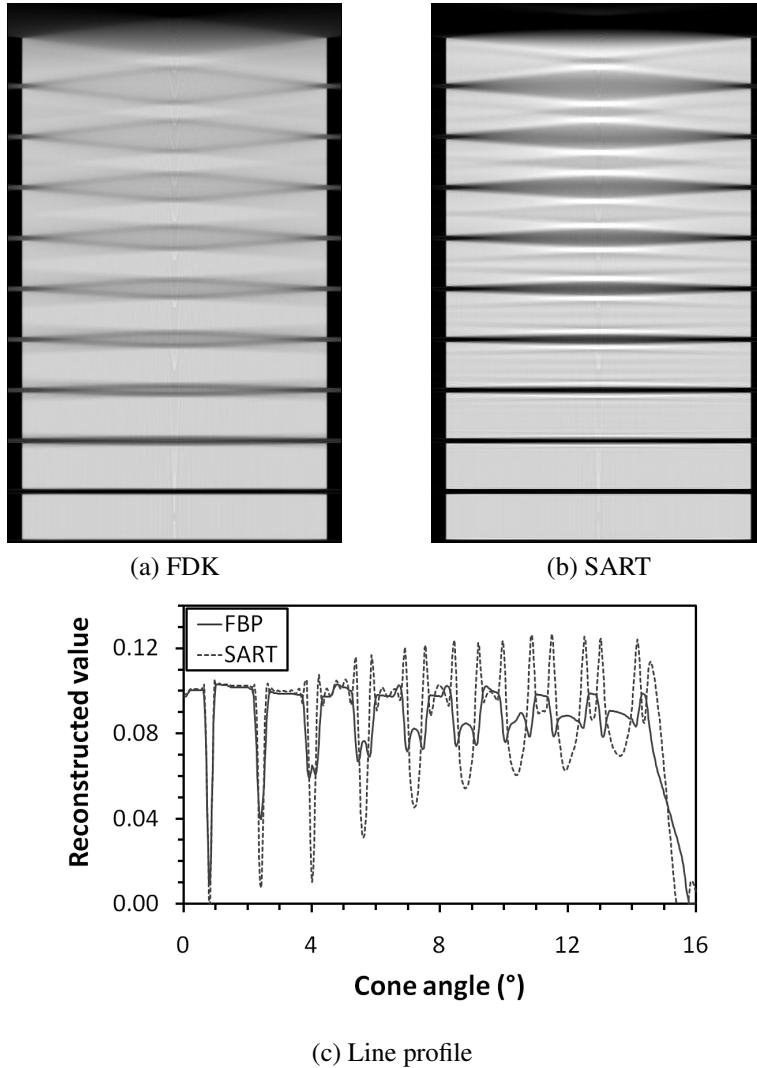 (a) FDK
(b) SART
FBP
SART
Reconstructed value
0.12
0.08
0.04
0.00
0
4
8
12
16
Cone angle (°)
(c) Line profile